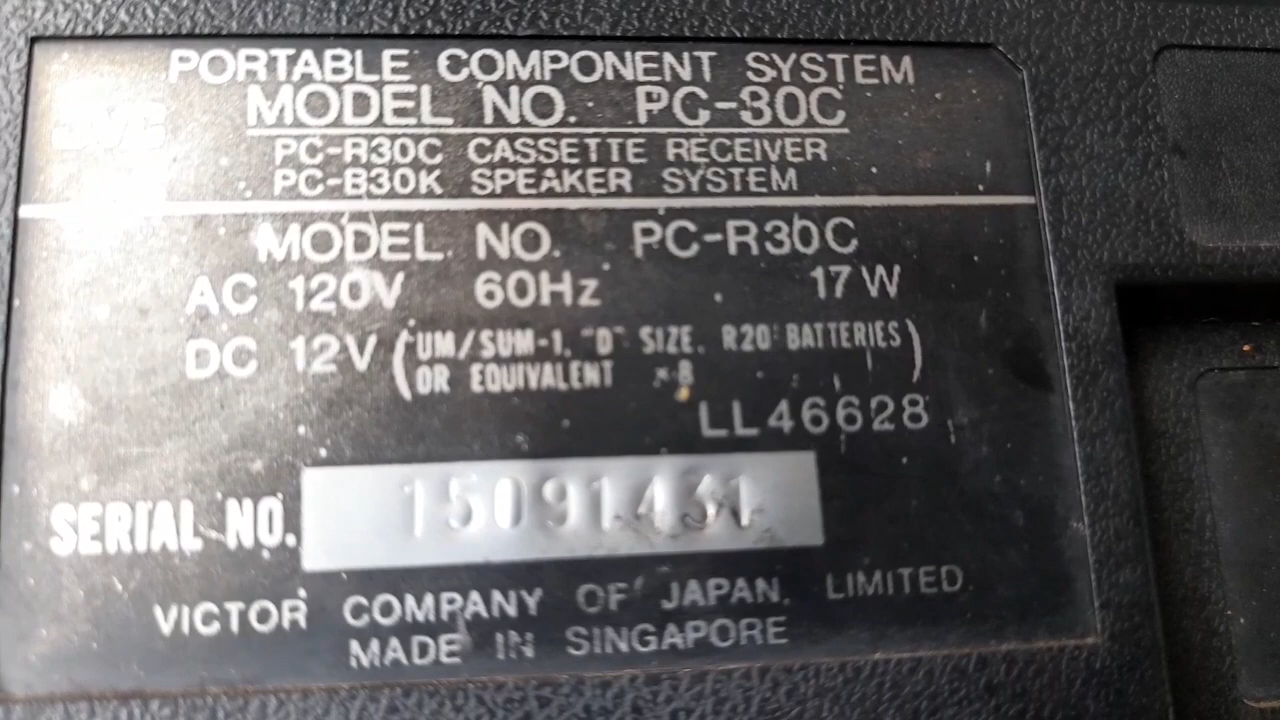 PORTABLE COMPONENT SYSTEM
JVC
MODEL NO. PC-30C
PC-R30C CASSETTE RECEIVER
PC-B30K SPEAKER SYSTEM
MODEL NO. PC-R30C
AC 120V 60Hz 17W
DC 12V (UM/SUM-1, "D" SIZE, R20 BATTERIES
OR EQUIVALENT ×8)
LL46628
SERIAL NO. 15091431
VICTOR COMPANY OF JAPAN, LIMITED.
MADE IN SINGAPORE